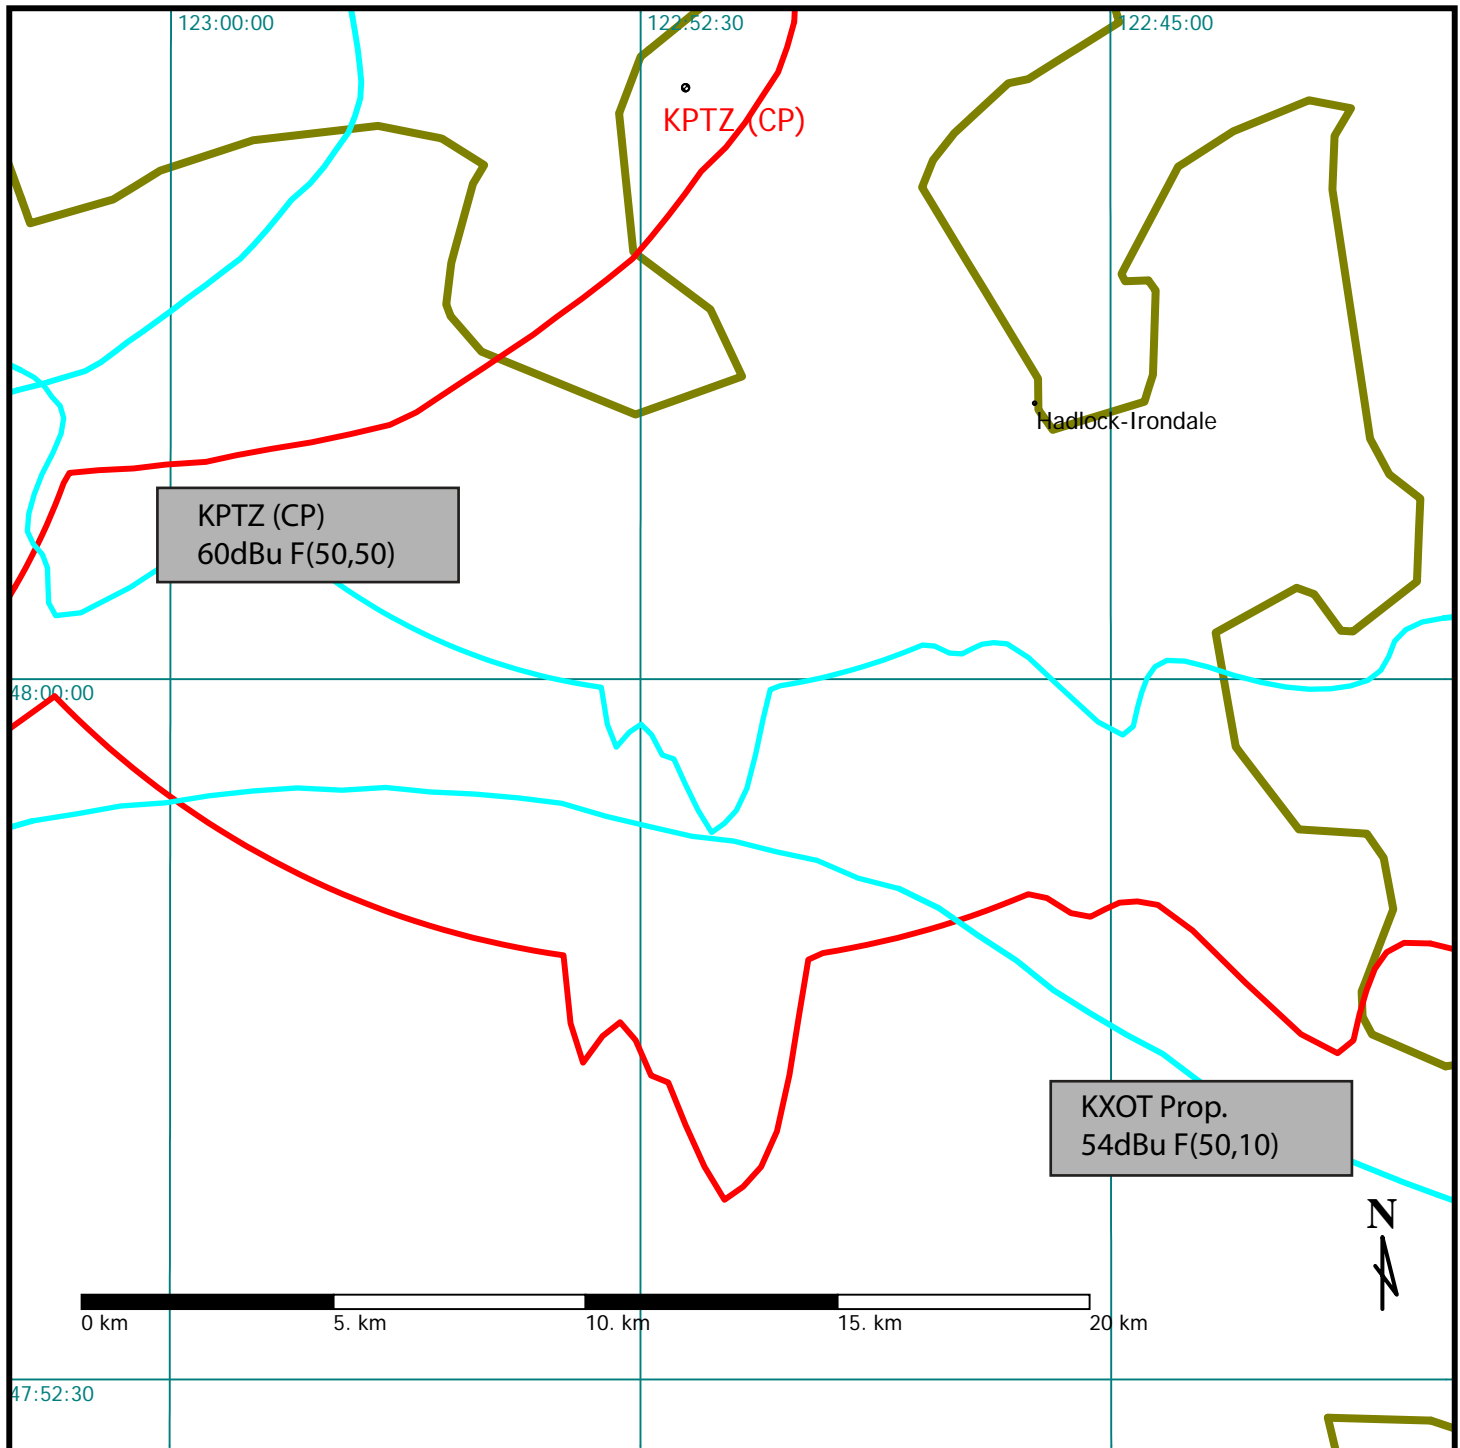 123:00:00
122:52:30
122:45:00
KPTZ (CP)
Hadlock-Irondale
KPTZ (CP)
60dBu F(50,50)
48:00:00
KXOT Prop.
54dBu F(50,10)
N
0 km
5. km
10. km
15. km
20 km
47:52:30